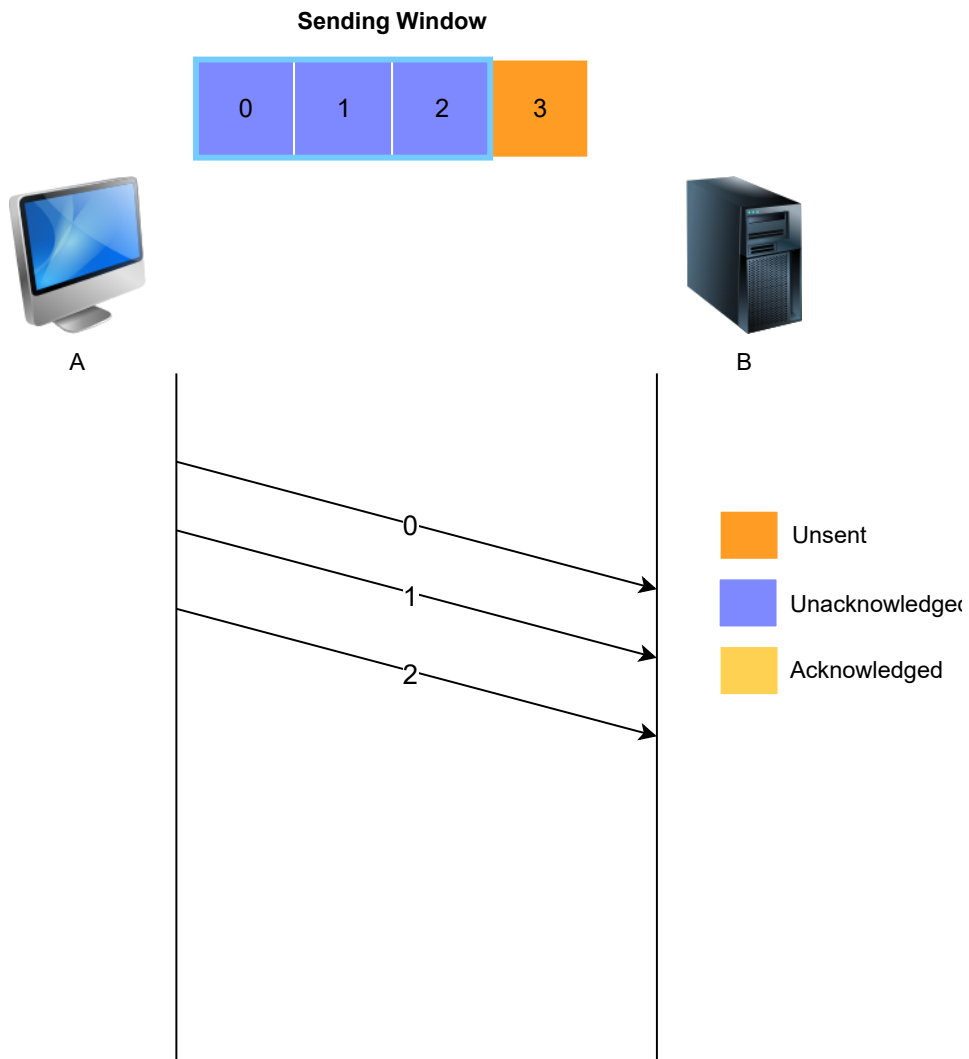 Sending Window
0 1 2 3
A B
0
1
2
Unsent
Unacknowledged
Acknowledged